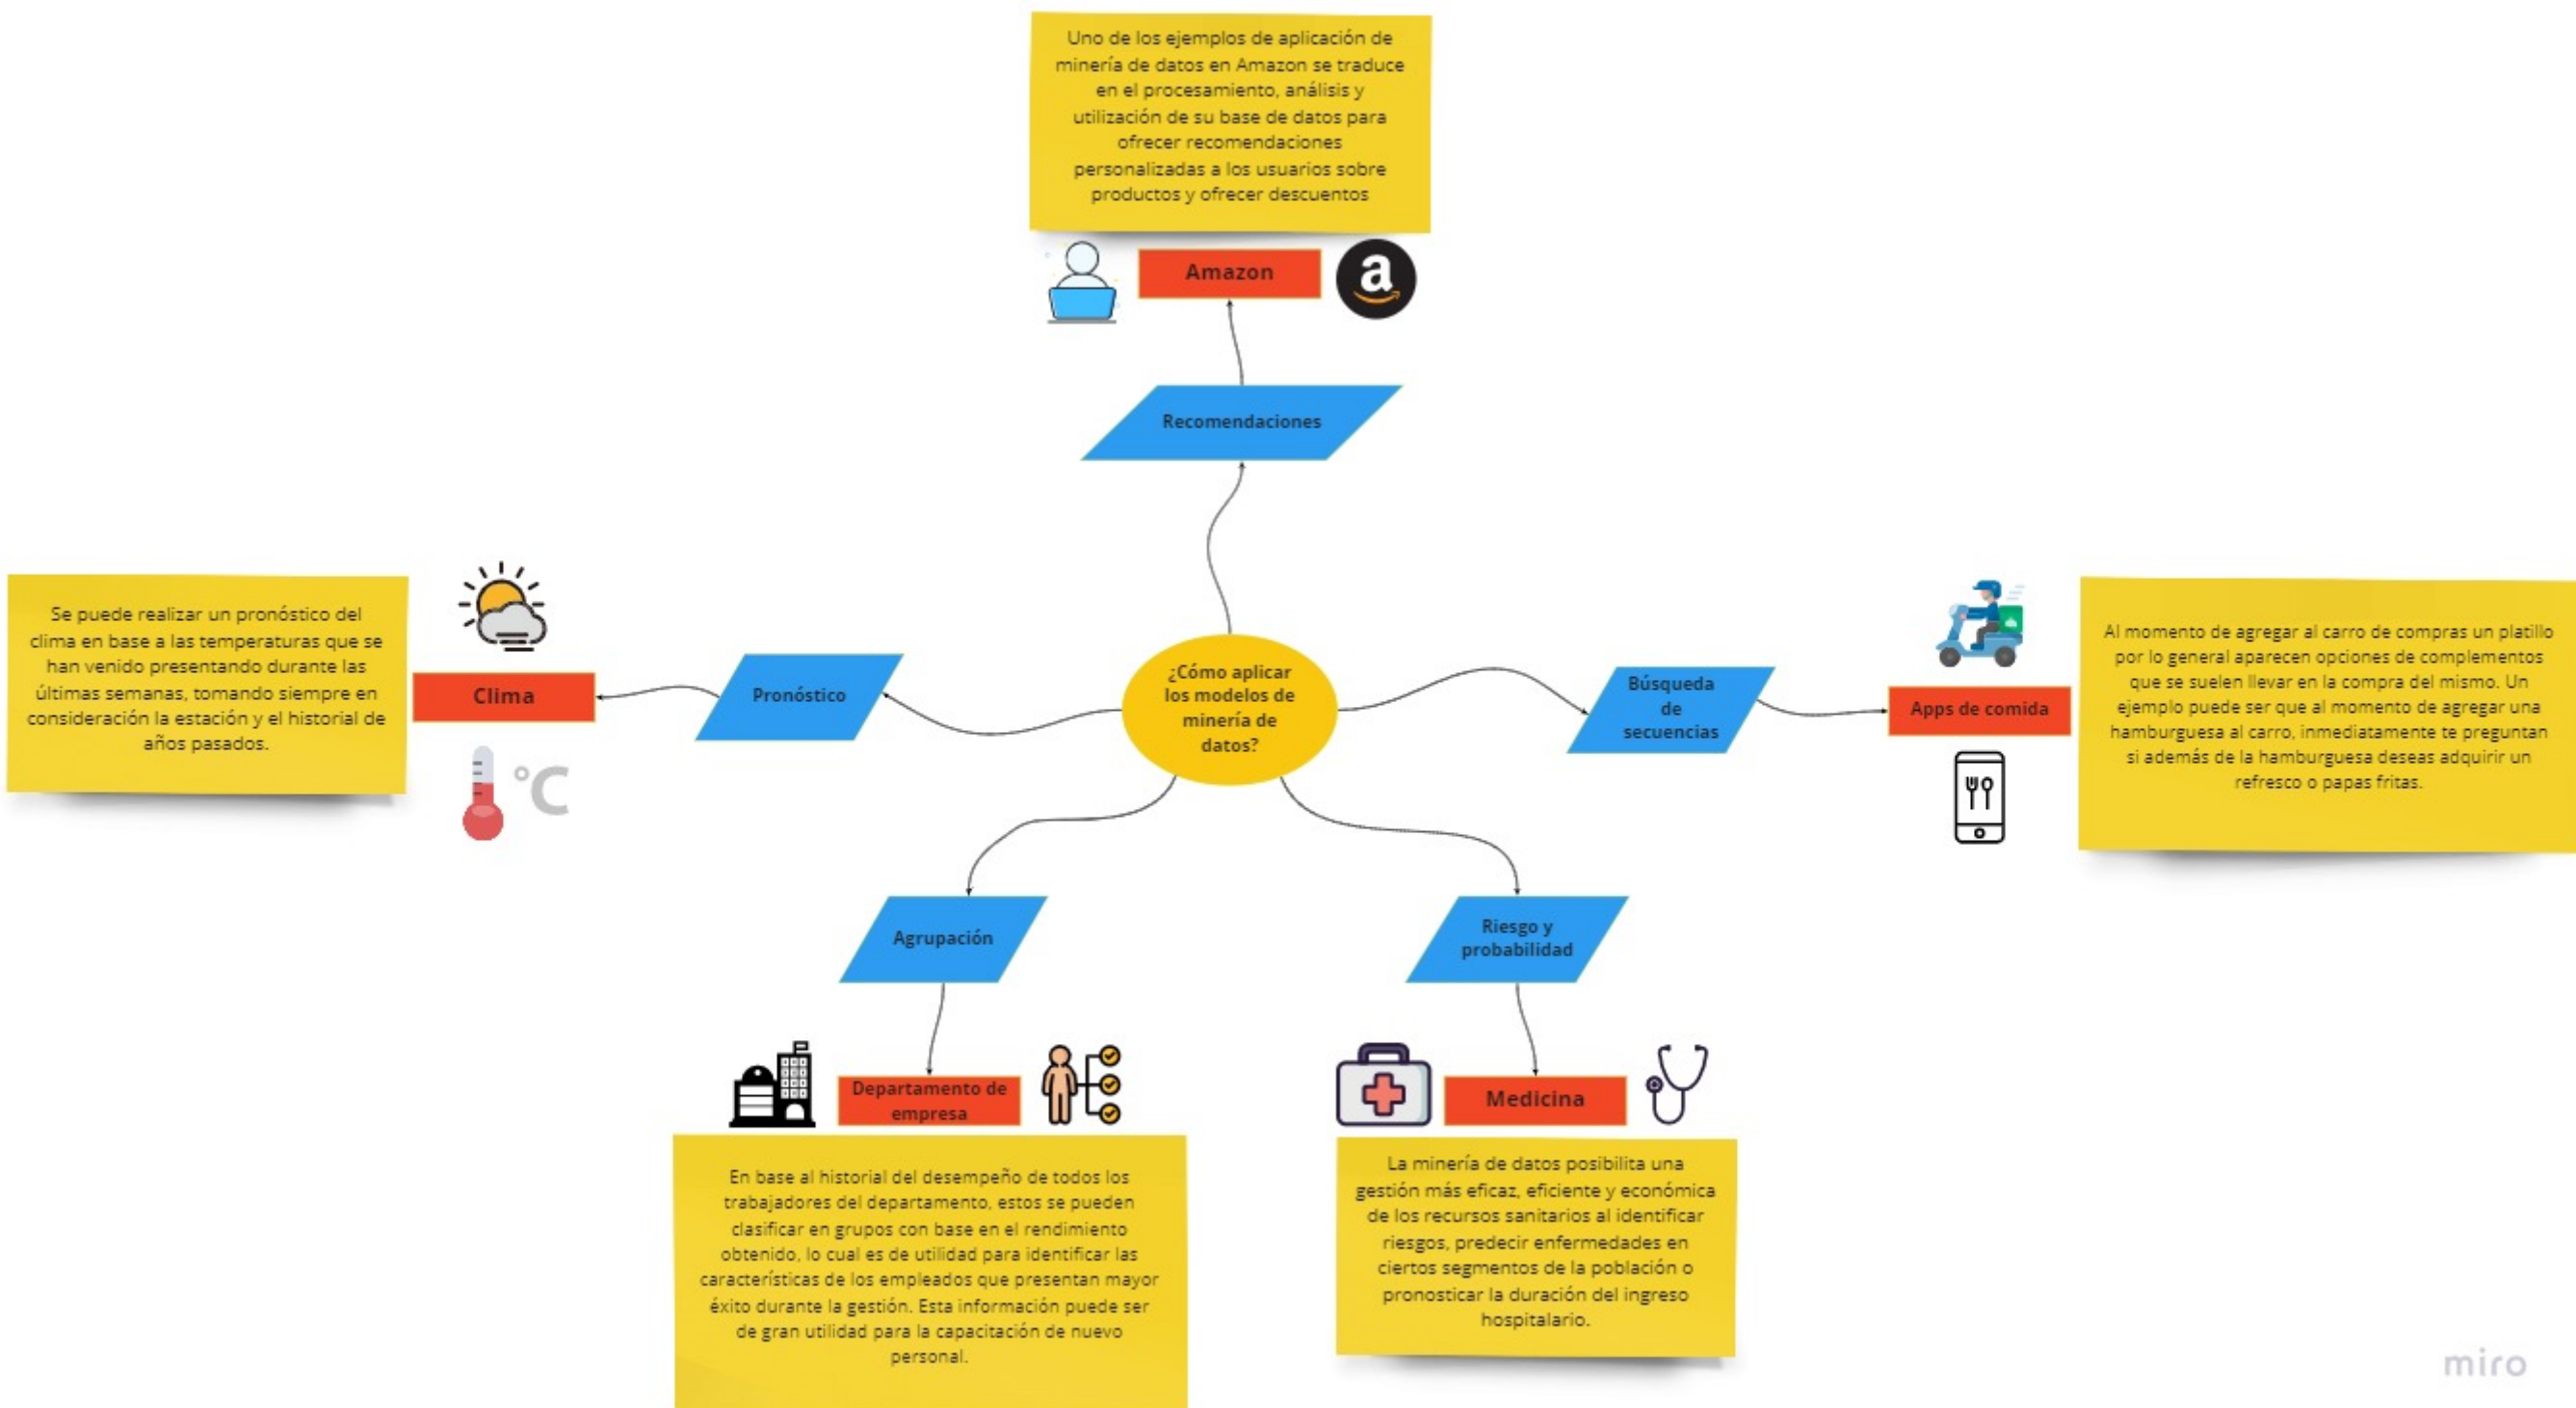 Uno de los ejemplos de aplicación de
minería de datos en Amazon se traduce
en el procesamiento, análisis y
utilización de su base de datos para
ofrecer recomendaciones
personalizadas a los usuarios sobre
productos y ofrecer descuentos
Amazon
a
Recomendaciones
Se puede realizar un pronóstico del
clima en base a las temperaturas que se
han venido presentando durante las
últimas semanas, tomando siempre en
consideración la estación y el historial de
años pasados.
Clima
°C
Pronóstico
¿Cómo aplicar
los modelos de
minería de
datos?
Búsqueda
de
secuencias
Apps de comida
Al momento de agregar al carro de compras un platillo
por lo general aparecen opciones de complementos
que se suelen llevar en la compra del mismo. Un
ejemplo puede ser que al momento de agregar una
hamburguesa al carro, inmediatamente te preguntan
si además de la hamburguesa deseas adquirir un
refresco o papas fritas.
Agrupación
Departamento de
empresa
En base al historial del desempeño de todos los
trabajadores del departamento, estos se pueden
clasificar en grupos con base en el rendimiento
obtenido, lo cual es de utilidad para identificar las
características de los empleados que presentan mayor
éxito durante la gestión. Esta información puede ser
de gran utilidad para la capacitación de nuevo
personal.
Riesgo y
probabilidad
Medicina
La minería de datos posibilita una
gestión más eficaz, eficiente y económica
de los recursos sanitarios al identificar
riesgos, predecir enfermedades en
ciertos segmentos de la población o
pronosticar la duración del ingreso
hospitalario.
miro